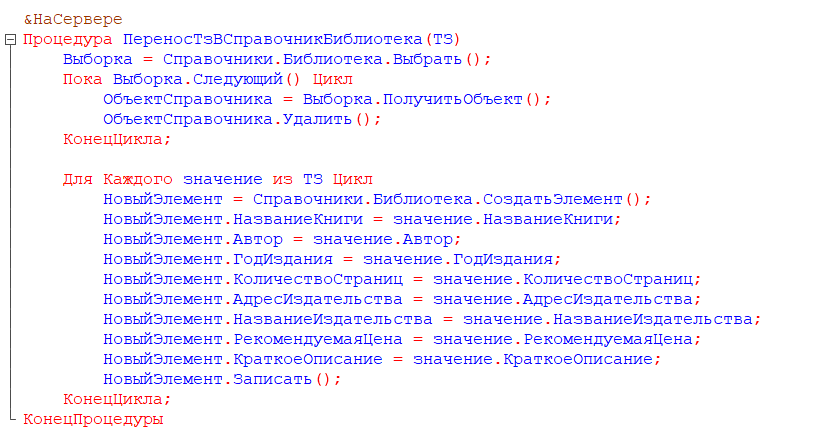 &НаСервере
Процедура ПереносТзВСправочникБиблиотека(ТЗ)
Выборка = Справочники.Библиотека.Выбрать();
Пока Выборка.Следующий() Цикл
ОбъектСправочника = Выборка.ПолучитьОбъект();
ОбъектСправочника.Удалить();
КонецЦикла;
Для Каждого значение из ТЗ Цикл
НовыйЭлемент = Справочники.Библиотека.СоздатьЭлемент();
НовыйЭлемент.НазваниеКниги = значение.НазваниеКниги;
НовыйЭлемент.Автор = значение.Автор;
НовыйЭлемент.ГодИздания = значение.ГодИздания;
НовыйЭлемент.КоличествоСтраниц = значение.КоличествоСтраниц;
НовыйЭлемент.АдресИздательства = значение.АдресИздательства;
НовыйЭлемент.НазваниеИздательства = значение.НазваниеИздательства;
НовыйЭлемент.РекомендуемаяЦена = значение.РекомендуемаяЦена;
НовыйЭлемент.КраткоеОписание = значение.КраткоеОписание;
НовыйЭлемент.Записать();
КонецЦикла;
КонецПроцедуры